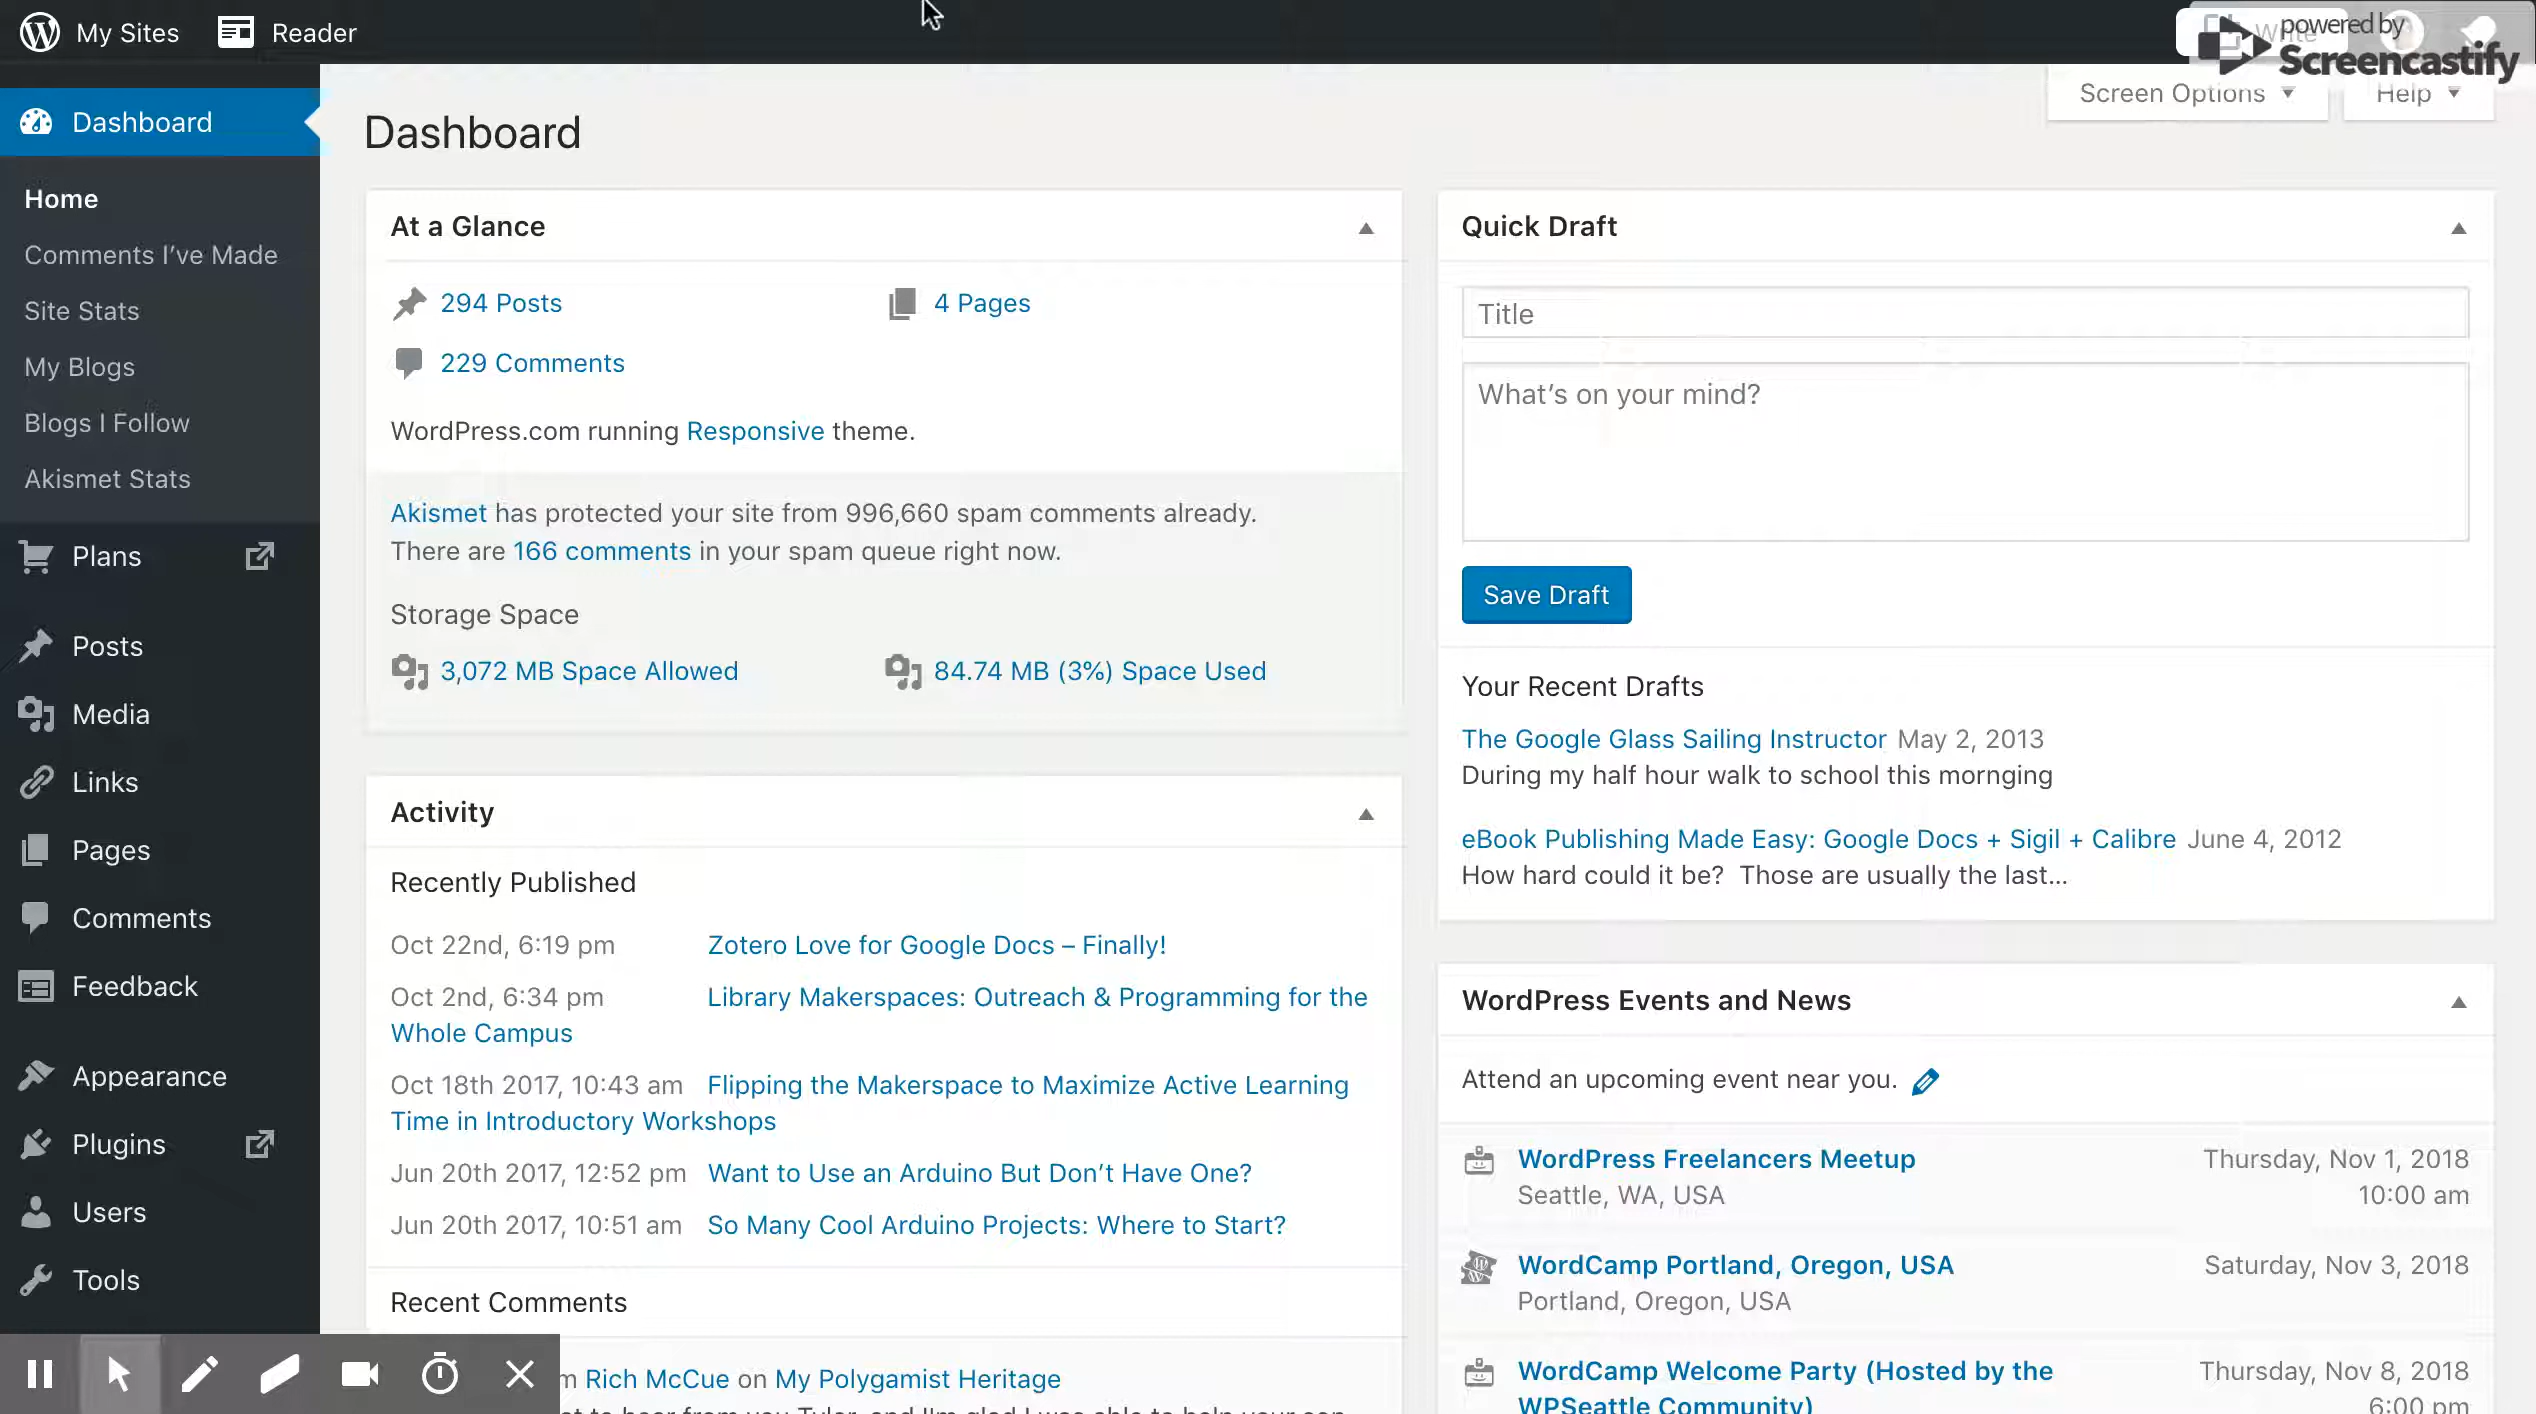 My Sites
Reader
powered by
Screencastify
Screen Options
Help
Dashboard
Home
Comments I’ve Made
Site Stats
My Blogs
Blogs I Follow
Akismet Stats
Plans
Posts
Media
Links
Pages
Comments
Feedback
Appearance
Plugins
Users
Tools
Dashboard
At a Glance
294 Posts
4 Pages
229 Comments
WordPress.com running Responsive theme.
Akismet has protected your site from 996,660 spam comments already.
There are 166 comments in your spam queue right now.
Storage Space
3,072 MB Space Allowed
84.74 MB (3%) Space Used
Activity
Recently Published
Oct 22nd, 6:19 pm Zotero Love for Google Docs – Finally!
Oct 2nd, 6:34 pm Library Makerspaces: Outreach & Programming for the
Whole Campus
Oct 18th 2017, 10:43 am Flipping the Makerspace to Maximize Active Learning
Time in Introductory Workshops
Jun 20th 2017, 12:52 pm Want to Use an Arduino But Don’t Have One?
Jun 20th 2017, 10:51 am So Many Cool Arduino Projects: Where to Start?
Recent Comments
m Rich McCue on My Polygamist Heritage
Quick Draft
Title
What’s on your mind?
Save Draft
Your Recent Drafts
The Google Glass Sailing Instructor May 2, 2013
During my half hour walk to school this mornging
eBook Publishing Made Easy: Google Docs + Sigil + Calibre June 4, 2012
How hard could it be?  Those are usually the last…
WordPress Events and News
Attend an upcoming event near you.
WordPress Freelancers Meetup
Thursday, Nov 1, 2018
Seattle, WA, USA
10:00 am
WordCamp Portland, Oregon, USA
Saturday, Nov 3, 2018
Portland, Oregon, USA
WordCamp Welcome Party (Hosted by the
Thursday, Nov 8, 2018
WPSeattle Community)
6:00 pm